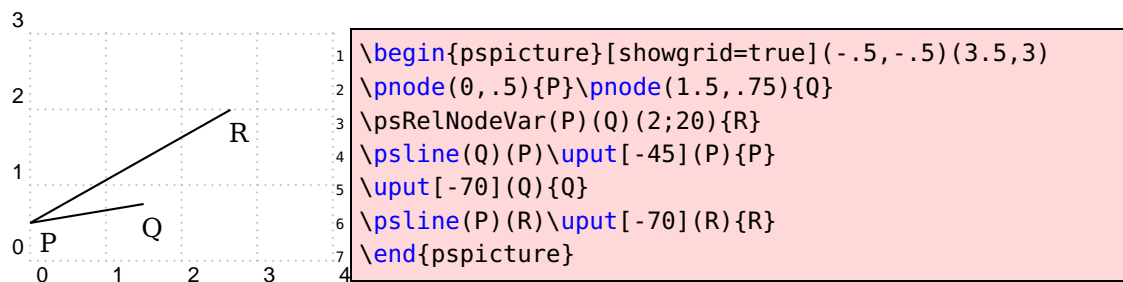 3
2
R
1
Q
0 P
0 1 2 3 4
1 \begin{pspicture}[showgrid=true](-.5,-.5)(3.5,3)
2 \pnode(0,.5){P}\pnode(1.5,.75){Q}
3 \psRelNodeVar(P)(Q)(2;20){R}
4 \psline(Q)(P)\uput[-45](P){P}
5 \uput[-70](Q){Q}
6 \psline(P)(R)\uput[-70](R){R}
7 \end{pspicture}